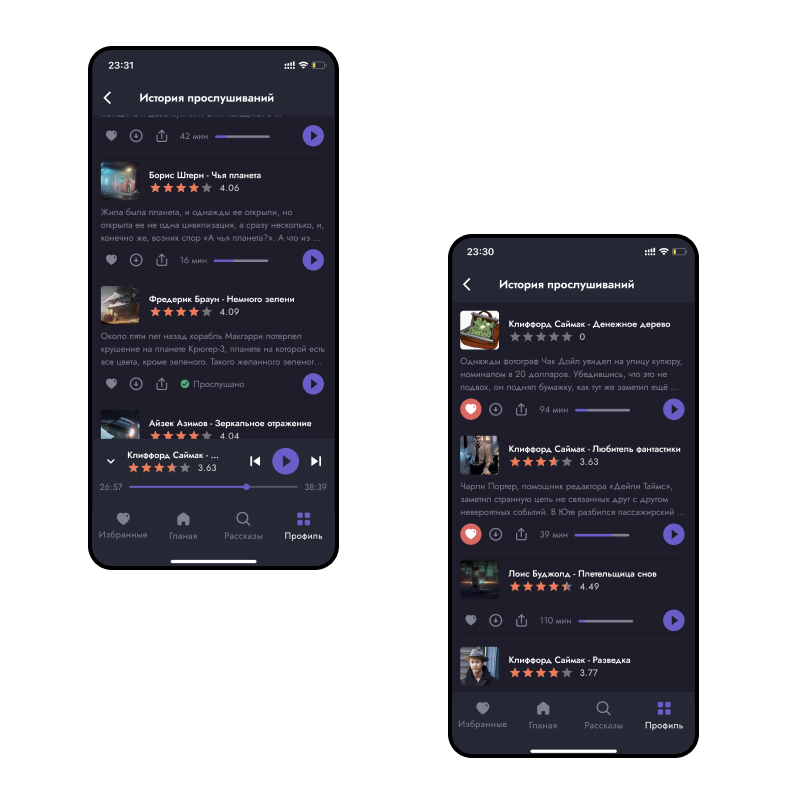 23:31
История прослушиваний
42 мин
Борис Штерн - Чья планета
4.06
Жила была планета, и однажды ее открыли, но
открыла ее не одна цивилизация, а сразу несколько, и,
конечно же, возник спор «А чья планета?». А что из ...
16 мин
Фредерик Браун - Немного зелени
4.09
Около пяти лет назад корабль Макгэрри потерпел
крушение на планете Крюгер-3, планете на которой есть
все цвета, кроме зеленого. Такого желанного зеленог...
Прослушано
Айзек Азимов - Зеркальное отражение
4.04
Клиффорд Саймак - ...
3.63
26:57
38:39
Избранные
Гланая
Рассказы
Профиль
23:30
История прослушиваний
Клиффорд Саймак - Денежное дерево
0
Однажды фотограф Чак Дойл увидел на улицу купюру,
номиналом в 20 долларов. Убедившись, что это не
подвох, он поднял бумажку, как тут же заметил ещё ...
94 мин
Клиффорд Саймак - Любитель фантастики
3.63
Чарли Портер, помощник редактора «Дейли Таймс»,
заметил странную цепь не связанных друг с другом
невероятных событий. В Юте разбился пассажирский ...
39 мин
Лоис Буджолд - Плетельщица снов
4.49
110 мин
Клиффорд Саймак - Разведка
3.77
Избранные
Гланая
Рассказы
Профиль